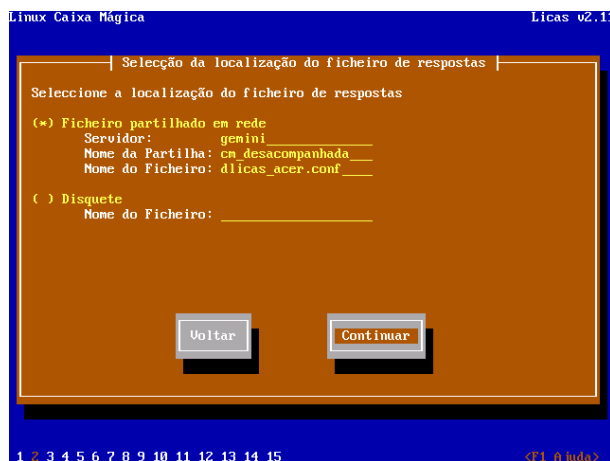 Linux Caixa Mágica Licas v2.11
Selecção da localização do ficheiro de respostas
Seleccione a localização do ficheiro de respostas
(*) Ficheiro partilhado em rede
Servidor: gemini
Nome da Partilha: cm_desacompanhada
Nome do Ficheiro: dlicas_acer.conf
( ) Disquete
Nome do Ficheiro:
Voltar Continuar
1 2 3 4 5 6 7 8 9 10 11 12 13 14 15 <F1 Ajuda>